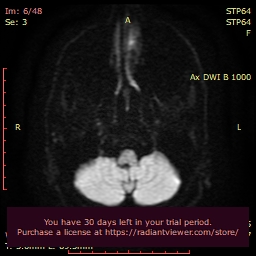 Im: 6/48
Se: 3
STP64
STP64
F
A
Ax DWI B 1000
R
L
You have 30 days left in your trial period.
Purchase a license at https://radiantviewer.com/store/